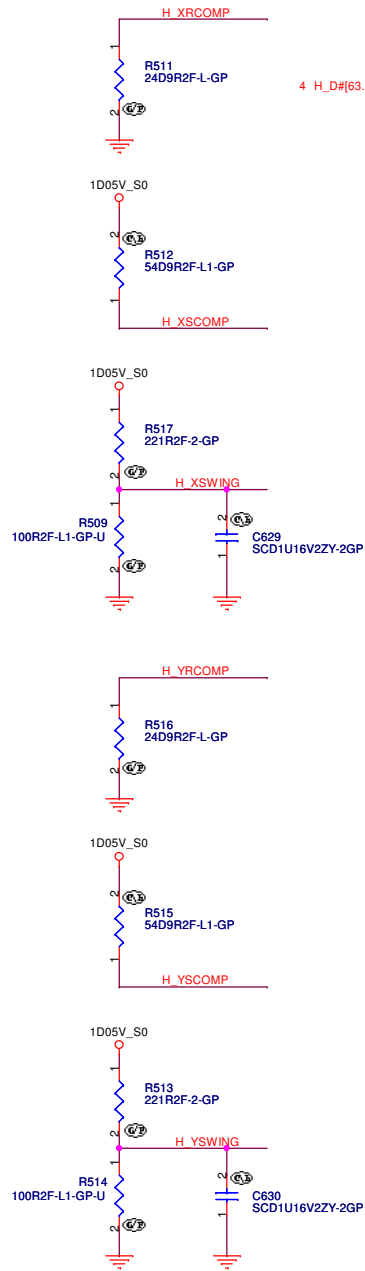 H_XRCOMP
1
R511
24D9R2F-L-GP
2
G/P
4 H_D#[63.
1D05V_S0
2
R512
54D9R2F-L1-GP
1
H_XSCOMP
1D05V_S0
1
R517
221R2F-2-GP
2
G/P
H_XSWING
1
R509
100R2F-L1-GP-U
2
G/P
2
C629
SCD1U16V2ZY-2GP
1
H_YRCOMP
1
R516
24D9R2F-L-GP
2
G/P
1D05V_S0
2
R515
54D9R2F-L1-GP
1
H_YSCOMP
1D05V_S0
1
R513
221R2F-2-GP
2
G/P
H_YSWING
1
R514
100R2F-L1-GP-U
2
G/P
2
C630
SCD1U16V2ZY-2GP
1